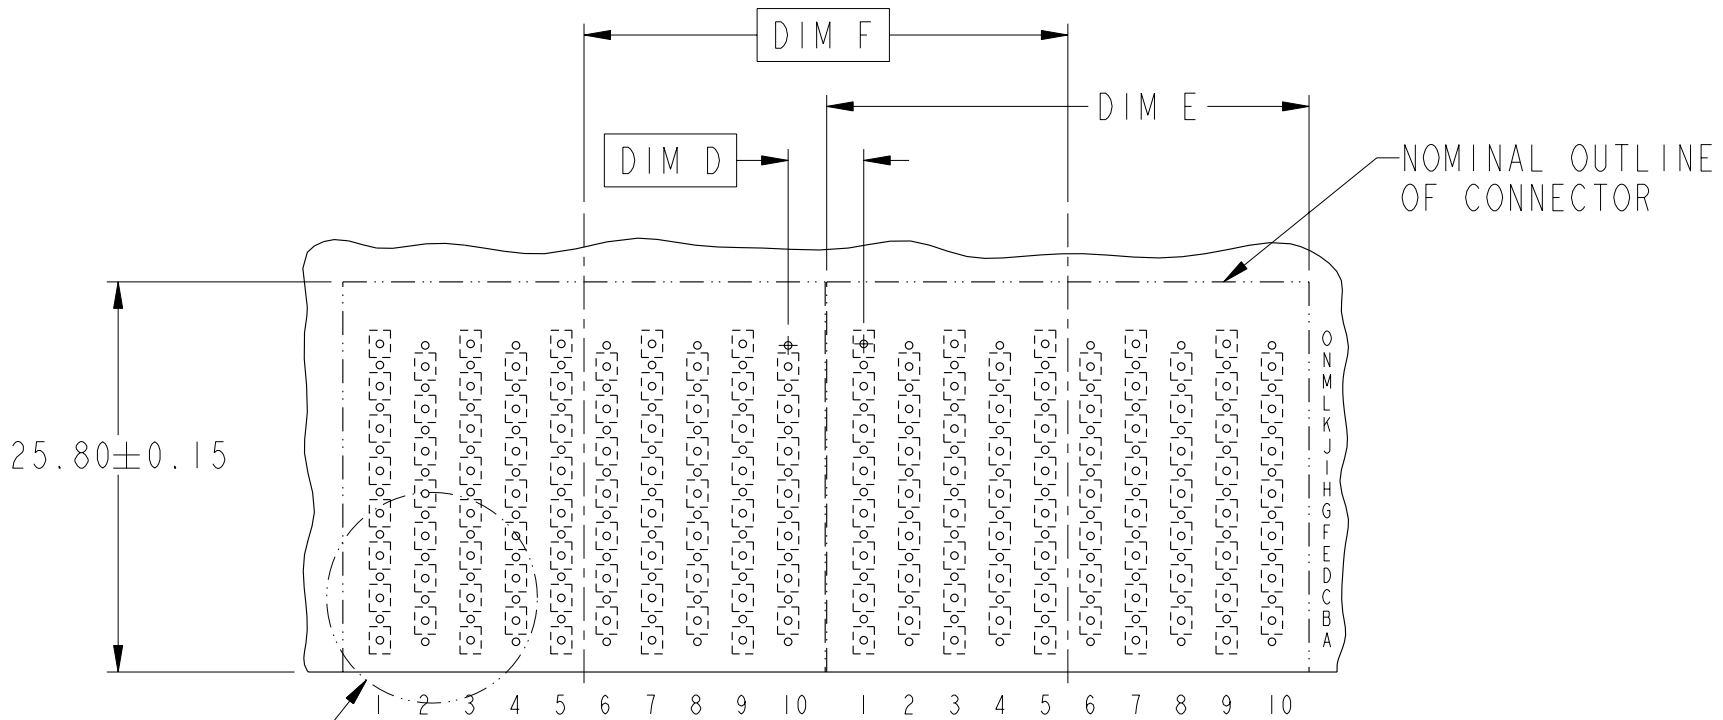 DIM F
DIM E
DIM D
NOMINAL OUTLINE
OF CONNECTOR
25.80±0.15
O
N
M
L
K
J
I
H
G
F
E
D
C
B
A
1 2 3 4 5 6 7 8 9 10 1 2 3 4 5 6 7 8 9 10